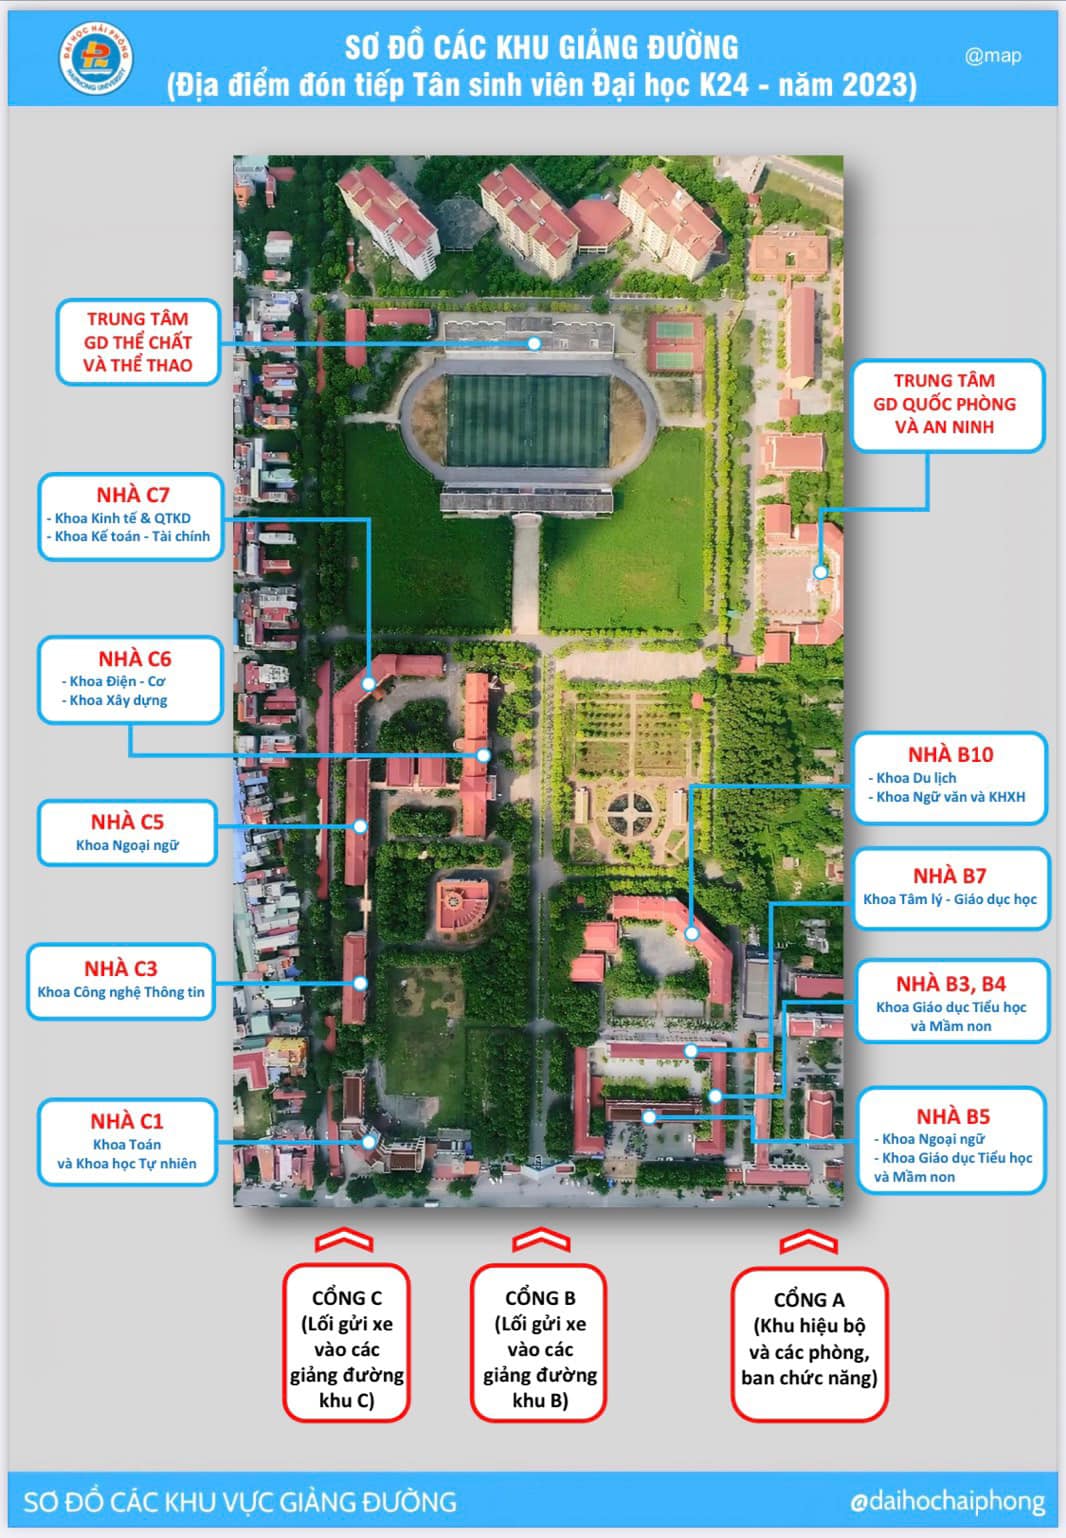 ĐẠI HỌC HẢI PHÒNG
HAIPHONG UNIVERSITY
SƠ ĐỒ CÁC KHU GIẢNG ĐƯỜNG
@map
(Địa điểm đón tiếp Tân sinh viên Đại học K24 - năm 2023)
TRUNG TÂM
GD THỂ CHẤT
VÀ THỂ THAO
TRUNG TÂM
GD QUỐC PHÒNG
VÀ AN NINH
NHÀ C7
- Khoa Kinh tế & QTKD
- Khoa Kế toán - Tài chính
NHÀ C6
- Khoa Điện - Cơ
- Khoa Xây dựng
NHÀ B10
- Khoa Du lịch
- Khoa Ngữ văn và KHXH
NHÀ C5
Khoa Ngoại ngữ
NHÀ B7
Khoa Tâm lý - Giáo dục học
NHÀ C3
Khoa Công nghệ Thông tin
NHÀ B3, B4
Khoa Giáo dục Tiểu học
và Mầm non
NHÀ C1
Khoa Toán
và Khoa học Tự nhiên
NHÀ B5
- Khoa Ngoại ngữ
- Khoa Giáo dục Tiểu học
và Mầm non
CỔNG C
(Lối gửi xe
vào các
giảng đường
khu C)
CỔNG B
(Lối gửi xe
vào các
giảng đường
khu B)
CỔNG A
(Khu hiệu bộ
và các phòng,
ban chức năng)
SƠ ĐỒ CÁC KHU VỰC GIẢNG ĐƯỜNG
@daihochaiphong